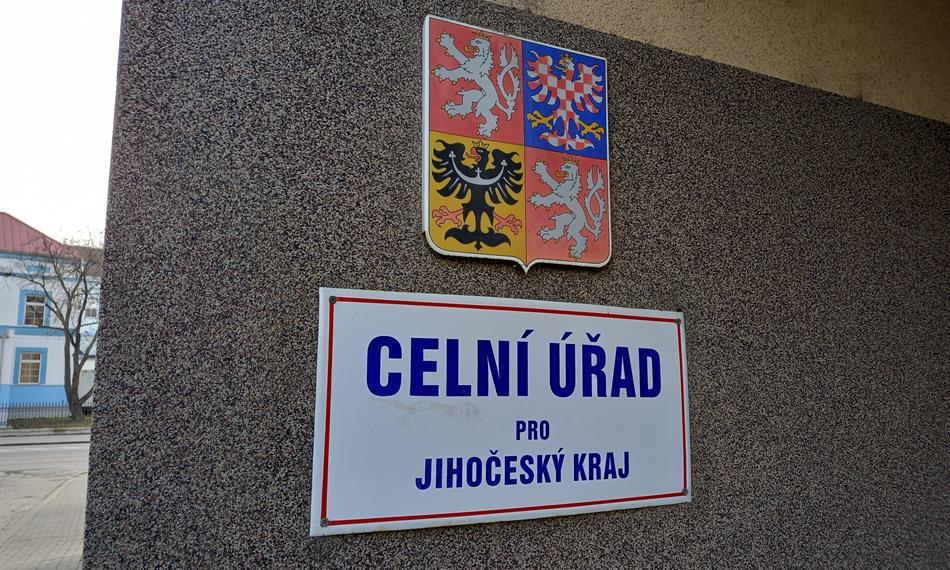 CELNÍ ÚŘAD
PRO
JIHOČESKÝ KRAJ